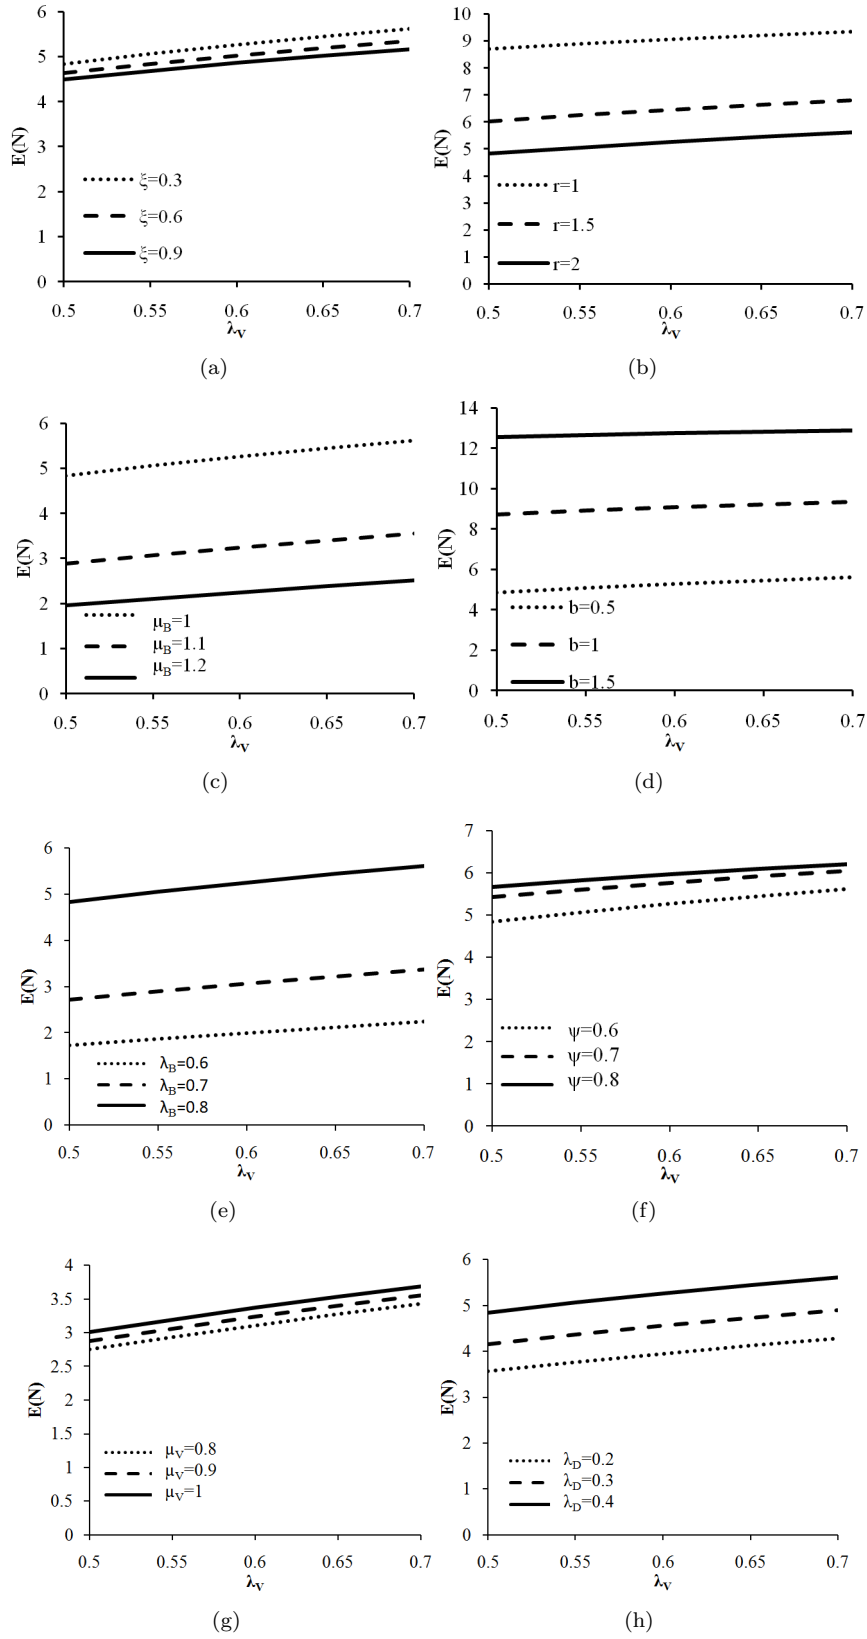 6
5
4
3
2
1
0
E(N)
ξ=0.3
ξ=0.6
ξ=0.9
0.5 0.55 0.6 0.65 0.7
λV
(a)
10
9
8
7
6
5
4
3
2
1
0
E(N)
r=1
r=1.5
r=2
0.5 0.55 0.6 0.65 0.7
λV
(b)
6
5
4
3
2
1
0
E(N)
μB=1
μB=1.1
μB=1.2
0.5 0.55 0.6 0.65 0.7
λV
(c)
14
12
10
8
6
4
2
0
E(N)
b=0.5
b=1
b=1.5
0.5 0.55 0.6 0.65 0.7
λV
(d)
6
5
4
3
2
1
0
E(N)
λB=0.6
λB=0.7
λB=0.8
0.5 0.55 0.6 0.65 0.7
λV
(e)
7
6
5
4
3
2
1
0
E(N)
ψ=0.6
ψ=0.7
ψ=0.8
0.5 0.55 0.6 0.65 0.7
λV
(f)
4
3.5
3
2.5
2
1.5
1
0.5
0
E(N)
μV=0.8
μV=0.9
μV=1
0.5 0.55 0.6 0.65 0.7
λV
(g)
6
5
4
3
2
1
0
E(N)
λD=0.2
λD=0.3
λD=0.4
0.5 0.55 0.6 0.65 0.7
λV
(h)